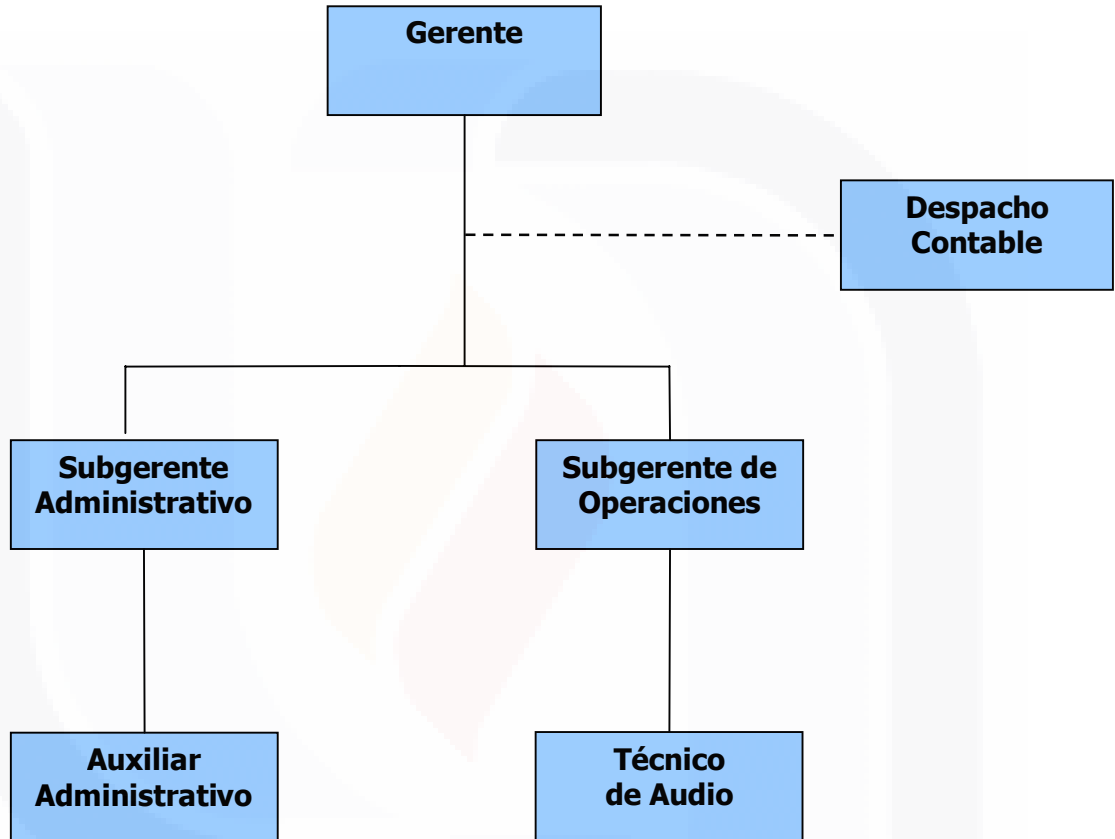 Gerente
Despacho
Contable
Subgerente
Administrativo
Subgerente de
Operaciones
Auxiliar
Administrativo
Técnico
de Audio